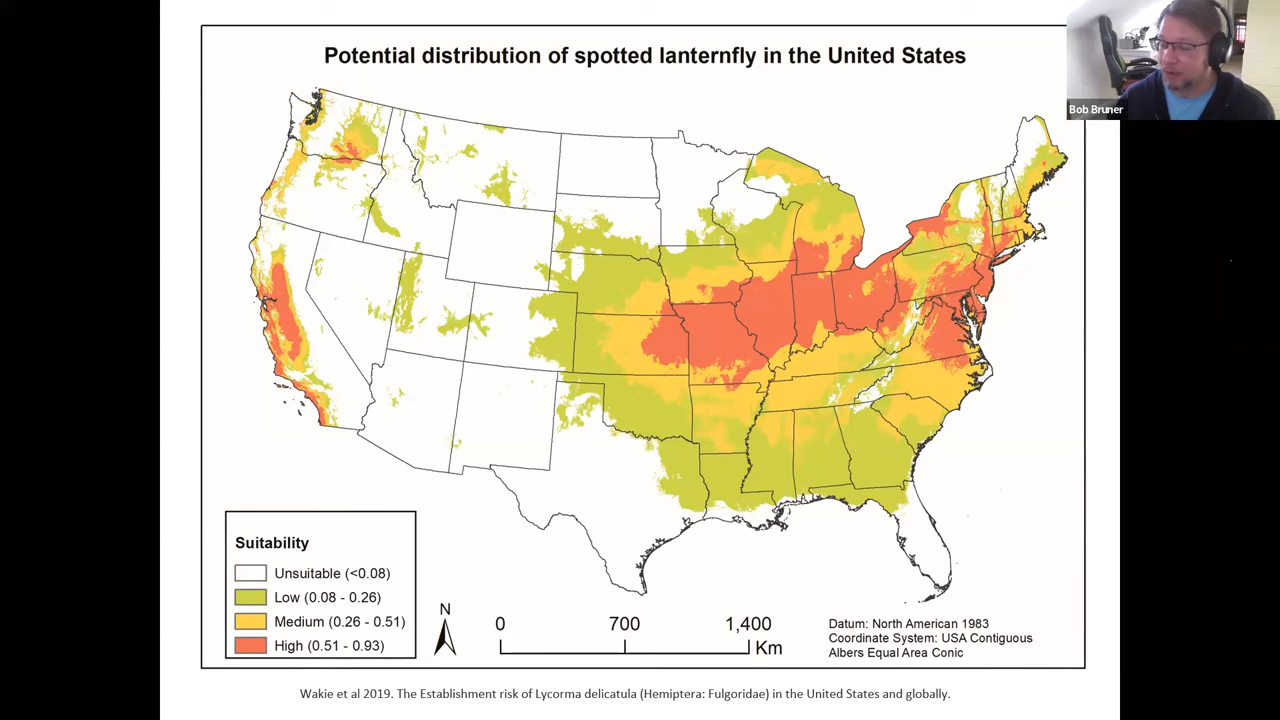 Potential distribution of spotted lanternfly in the United States
Bob Bruner
Suitability
Unsuitable (<0.08)
Low (0.08 - 0.26)
Medium (0.26 - 0.51)
High (0.51 - 0.93)
N
0 700 1,400
Km
Datum: North American 1983
Coordinate System: USA Contiguous
Albers Equal Area Conic
Wakie et al 2019. The Establishment risk of Lycorma delicatula (Hemiptera: Fulgoridae) in the United States and globally.